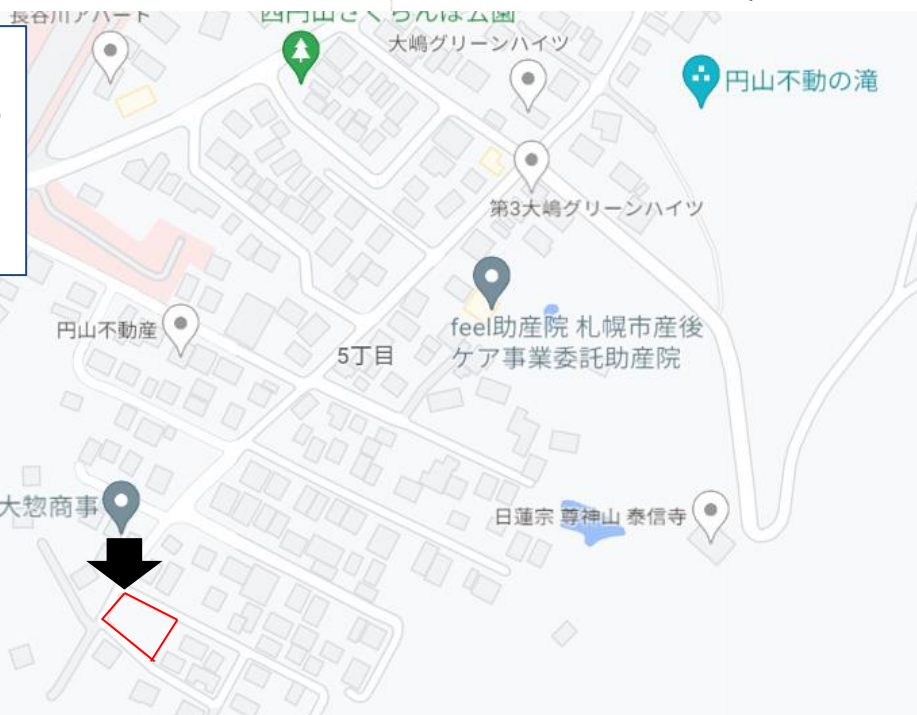 長谷川アパート
西円山さくらんぼ公園
大嶋グリーンハイツ
円山不動の滝
第3大嶋グリーンハイツ
円山不動産
5丁目
feel助産院 札幌市産後
ケア事業委託助産院
大惣商事
日蓮宗 尊神山 泰信寺